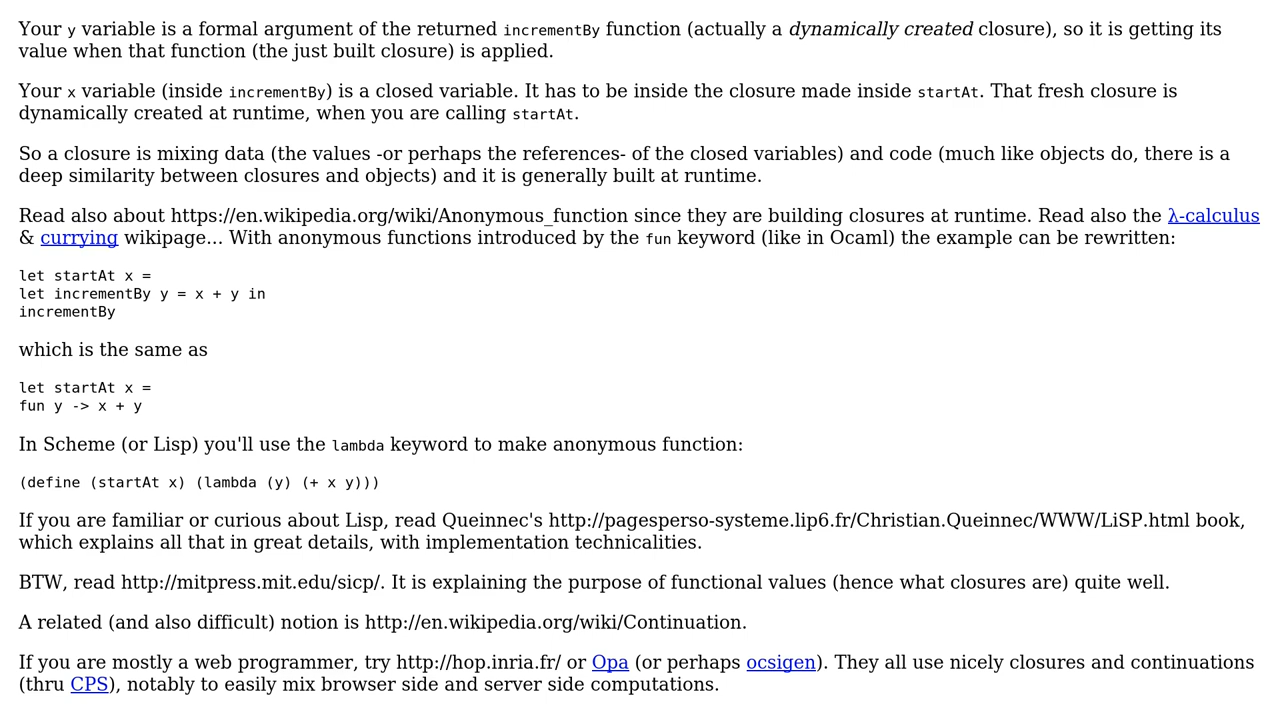 Your y variable is a formal argument of the returned incrementBy function (actually a dynamically created closure), so it is getting its
value when that function (the just built closure) is applied.
Your x variable (inside incrementBy) is a closed variable. It has to be inside the closure made inside startAt. That fresh closure is
dynamically created at runtime, when you are calling startAt.
So a closure is mixing data (the values -or perhaps the references- of the closed variables) and code (much like objects do, there is a
deep similarity between closures and objects) and it is generally built at runtime.
Read also about https://en.wikipedia.org/wiki/Anonymous_function since they are building closures at runtime. Read also the λ-calculus
& currying wikipage... With anonymous functions introduced by the fun keyword (like in Ocaml) the example can be rewritten:
let startAt x =
let incrementBy y = x + y in
incrementBy
which is the same as
let startAt x =
fun y -> x + y
In Scheme (or Lisp) you'll use the lambda keyword to make anonymous function:
(define (startAt x) (lambda (y) (+ x y)))
If you are familiar or curious about Lisp, read Queinnec's http://pagesperso-systeme.lip6.fr/Christian.Queinnec/WWW/LiSP.html book,
which explains all that in great details, with implementation technicalities.
BTW, read http://mitpress.mit.edu/sicp/. It is explaining the purpose of functional values (hence what closures are) quite well.
A related (and also difficult) notion is http://en.wikipedia.org/wiki/Continuation.
If you are mostly a web programmer, try http://hop.inria.fr/ or Opa (or perhaps ocsigen). They all use nicely closures and continuations
(thru CPS), notably to easily mix browser side and server side computations.